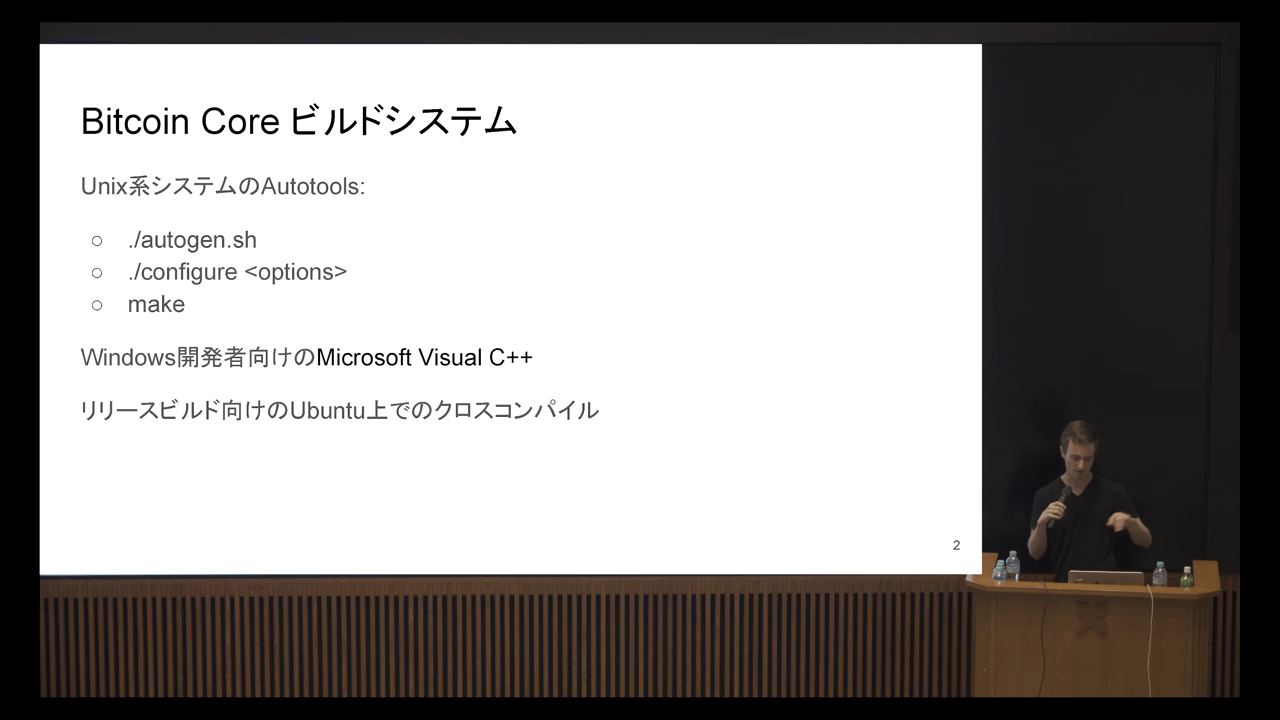 Bitcoin Core ビルドシステム
Unix系システムのAutotools:
○ ./autogen.sh
○ ./configure <options>
○ make
Windows開発者向けのMicrosoft Visual C++
リリースビルド向けのUbuntu上でのクロスコンパイル
2